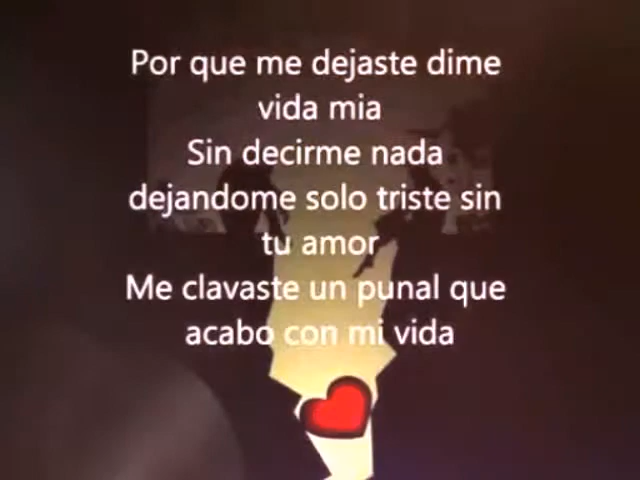 Por que me dejaste dime
vida mia
Sin decirme nada
dejandome solo triste sin
tu amor
Me clavaste un punal que
acabo con mi vida